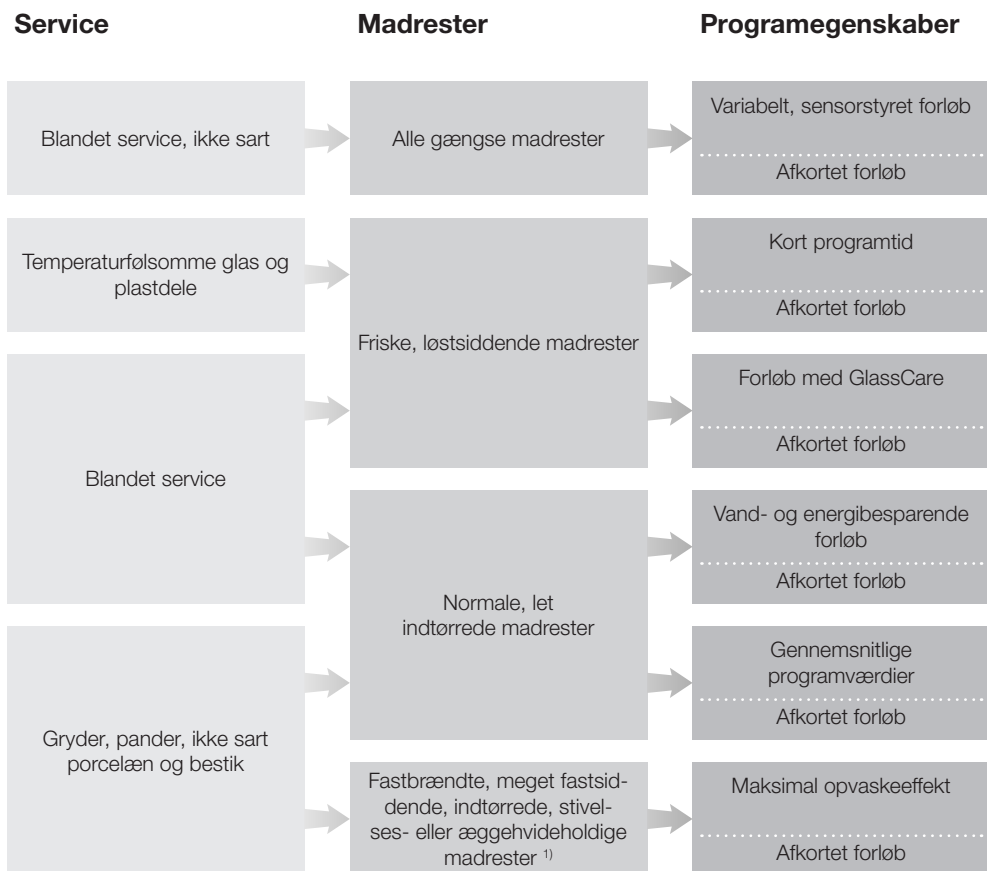 Service
Madrester
Programegenskaber
Blandet service, ikke sart
Alle gængse madrester
Variabelt, sensorstyret forløb
Afkortet forløb
Temperaturfølsomme glas og
plastdele
Friske, løstsiddende madrester
Kort programtid
Afkortet forløb
Forløb med GlassCare
Afkortet forløb
Blandet service
Normale, let
indtørrede madrester
Vand- og energibesparende
forløb
Afkortet forløb
Gennemsnitlige
programværdier
Afkortet forløb
Gryder, pander, ikke sart
porcelæn og bestik
Fastbrændte, meget fastsid-
dende, indtørrede, stivel-
ses- eller æggehvideholdige
madrester 1)
Maksimal opvaskeeffekt
Afkortet forløb